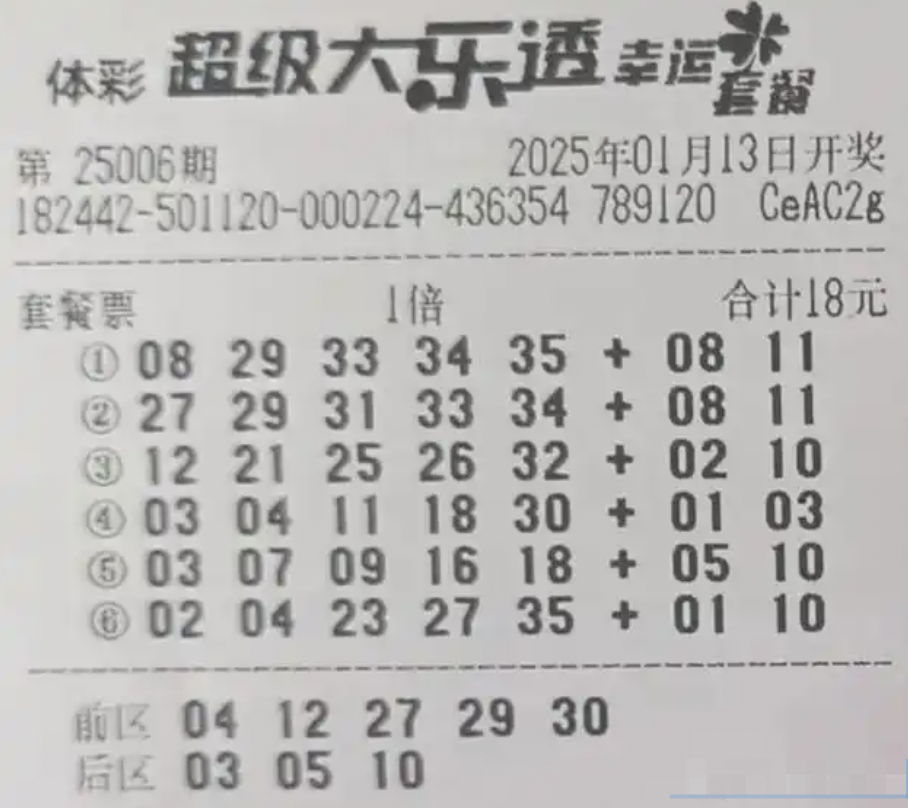 体彩 超级大乐透 幸运套餐
第 25006期 2025年01月13日开奖
182442-501120-000224-436354 789120 CeAC2g
套餐票 1倍 合计18元
① 08 29 33 34 35 + 08 11
② 27 29 31 33 34 + 08 11
③ 12 21 25 26 32 + 02 10
④ 03 04 11 18 30 + 01 03
⑤ 03 07 09 16 18 + 05 10
⑥ 02 04 23 27 35 + 01 10
前区 04 12 27 29 30
后区 03 05 10